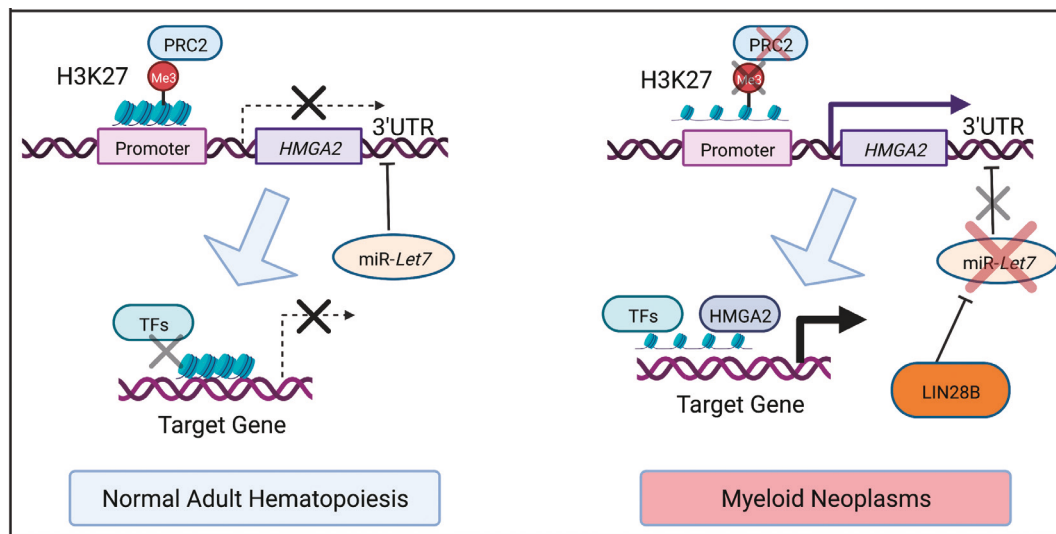 PRC2
H3K27
Me3
3'UTR
Promoter
HMGA2
miR-Let7
TFs
Target Gene
Normal Adult Hematopoiesis
PRC2
H3K27
Me3
3'UTR
Promoter
HMGA2
miR-Let7
TFs
HMGA2
LIN28B
Target Gene
Myeloid Neoplasms